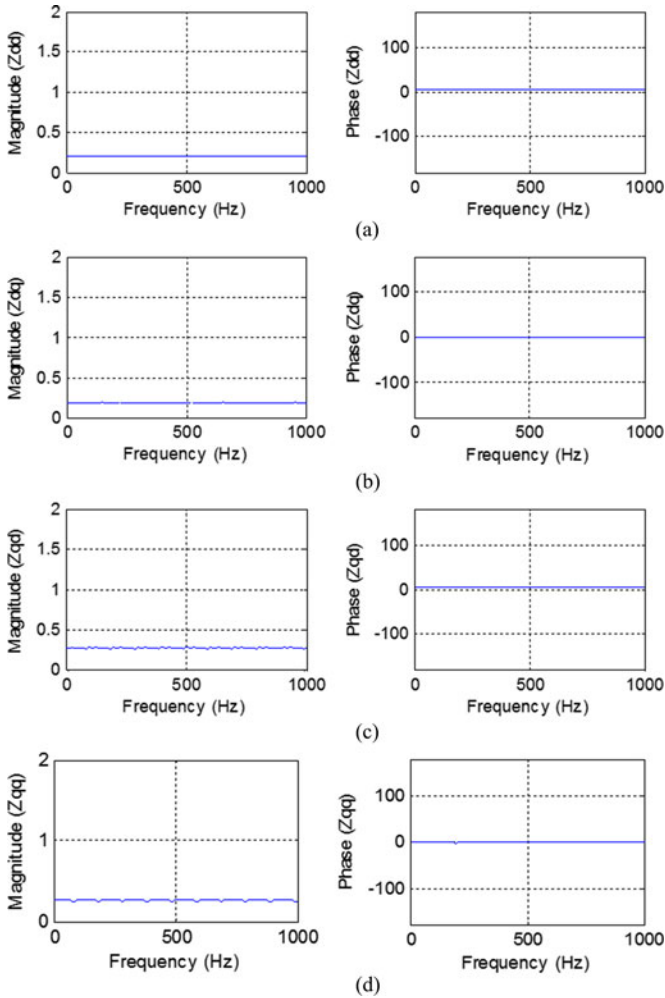 2
1.5
1
0.5
0
Magnitude (Zdd)
0 500 1000
Frequency (Hz)
100
0
-100
Phase (Zdd)
0 500 1000
Frequency (Hz)
(a)
2
1.5
1
0.5
0
Magnitude (Zdq)
0 500 1000
Frequency (Hz)
100
0
-100
Phase (Zdq)
0 500 1000
Frequency (Hz)
(b)
2
1.5
1
0.5
0
Magnitude (Zqd)
0 500 1000
Frequency (Hz)
100
0
-100
Phase (Zqd)
0 500 1000
Frequency (Hz)
(c)
2
1
0
Magnitude (Zqq)
0 500 1000
Frequency (Hz)
100
0
-100
Phase (Zqq)
0 500 1000
Frequency (Hz)
(d)